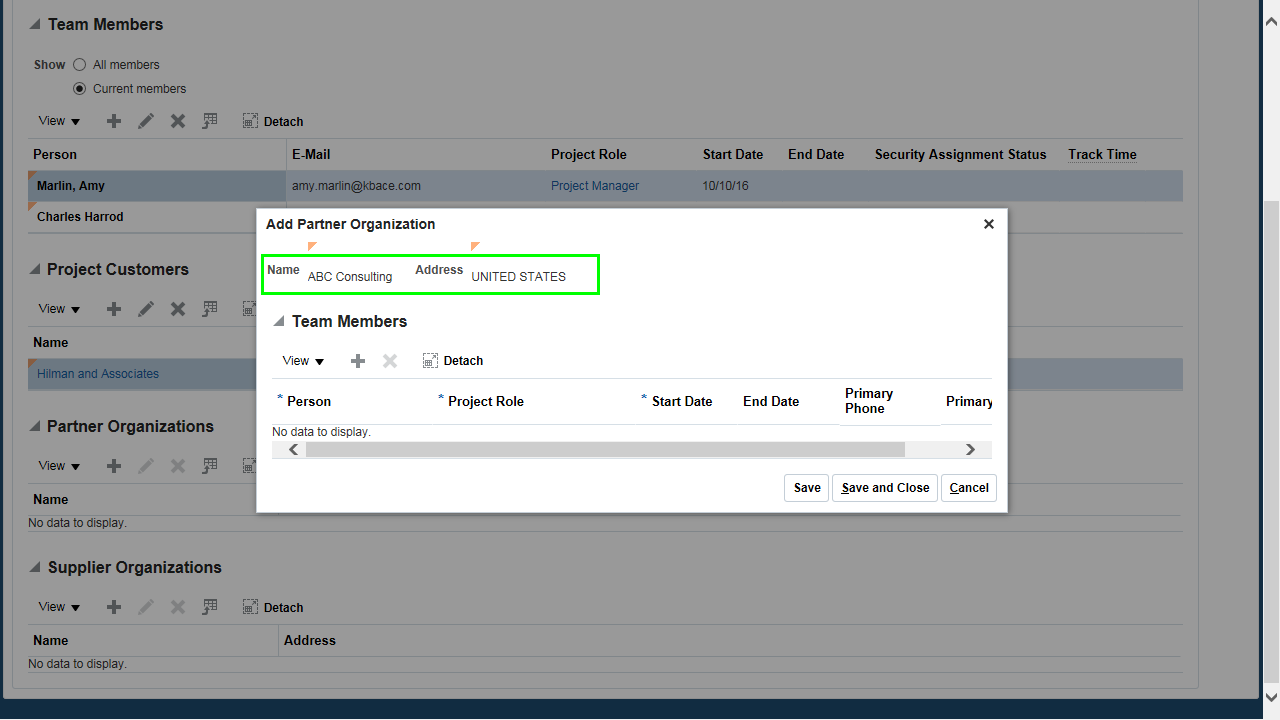 Team Members
Show All members
Current members
View Detach
Person E-Mail Project Role Start Date End Date Security Assignment Status Track Time
Marlin, Amy amy.marlin@kbace.com Project Manager 10/10/16
Charles Harrod
Add Partner Organization
Name ABC Consulting Address UNITED STATES
Team Members
View Detach
* Person * Project Role * Start Date End Date Primary Phone Primary
No data to display.
Save Save and Close Cancel
Project Customers
View
Name
Hilman and Associates
Partner Organizations
View
Name
No data to display.
Supplier Organizations
View Detach
Name Address
No data to display.